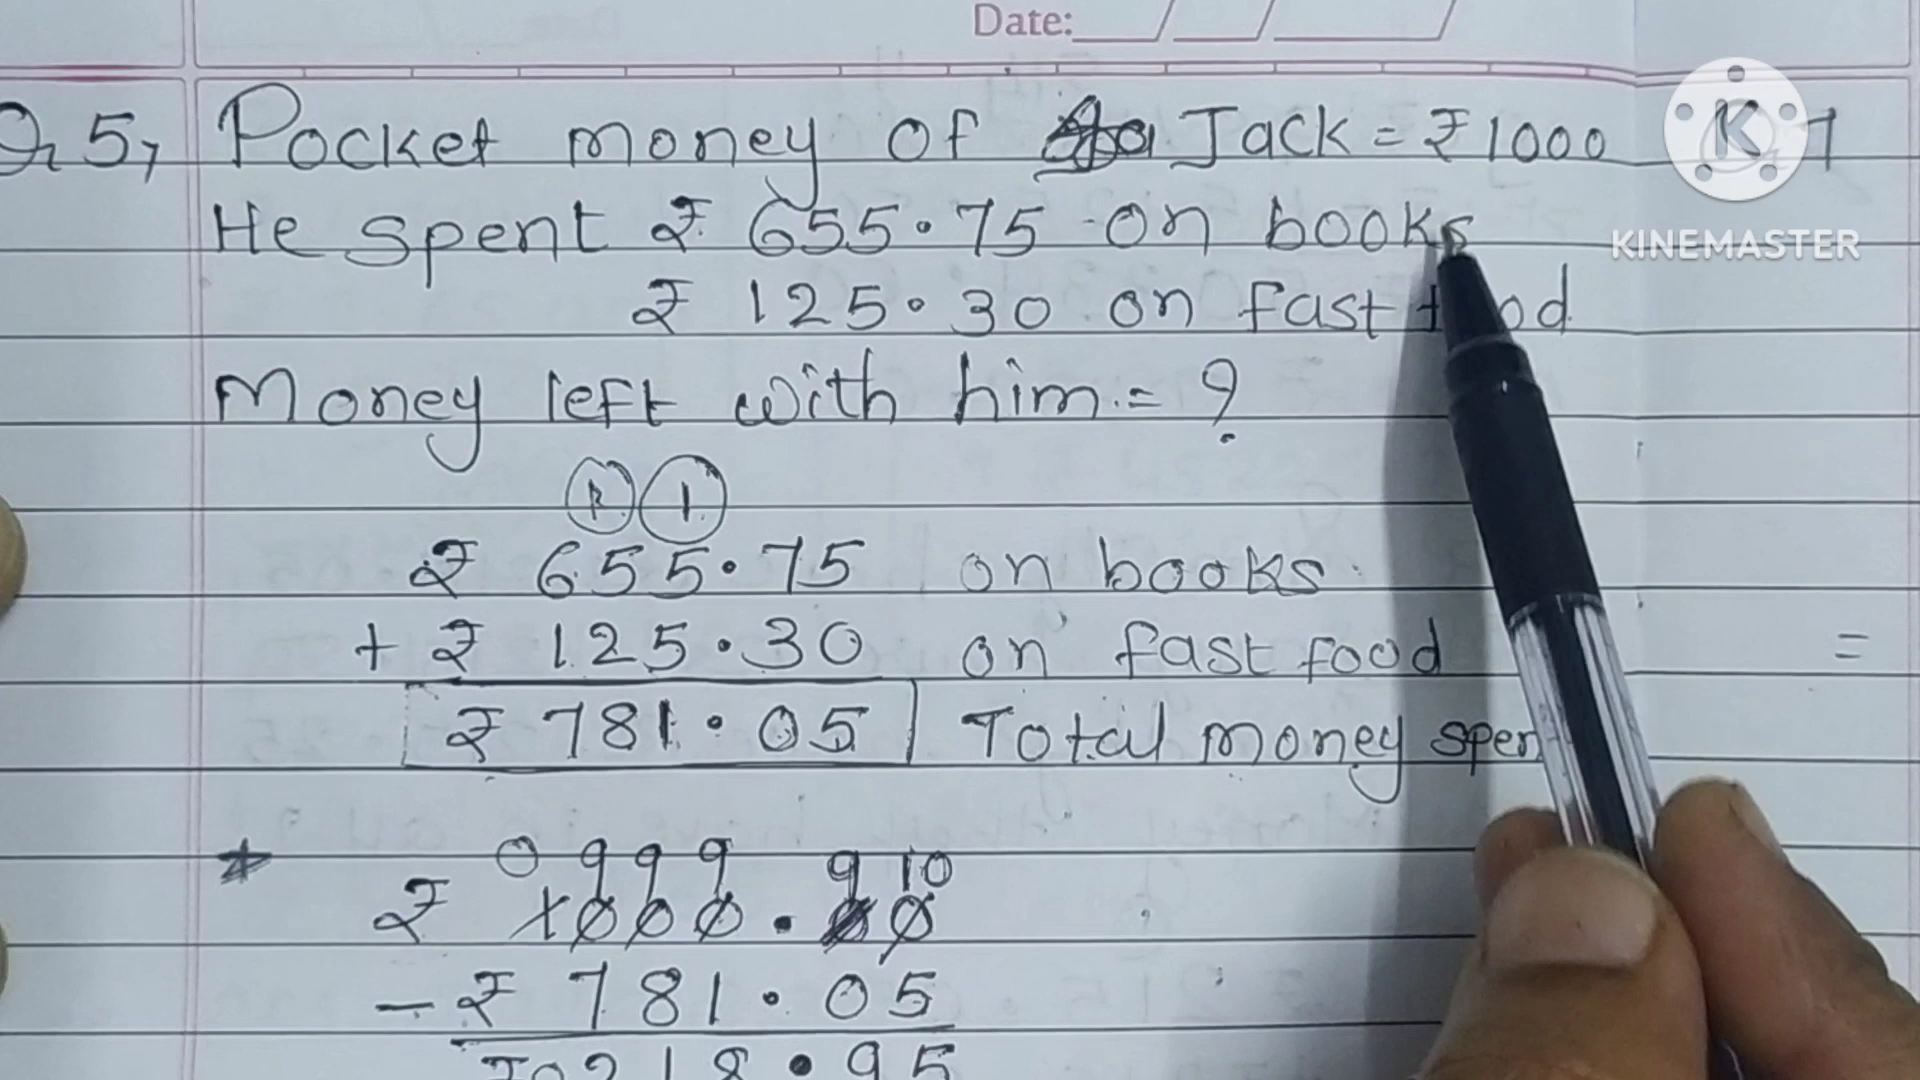 Date:
Q 5, Pocket money of Jack = ₹ 1000
K
He spent ₹ 655.75 on books
KINEMASTER
₹ 125.30 on fast food
Money left with him = ?
1 1
₹ 655.75 on books
+ ₹ 125.30 on fast food
=
₹ 781.05 Total money spen
0 9 9 9 9 10
₹ 1000.00
- ₹ 781.05
₹ 0218.95